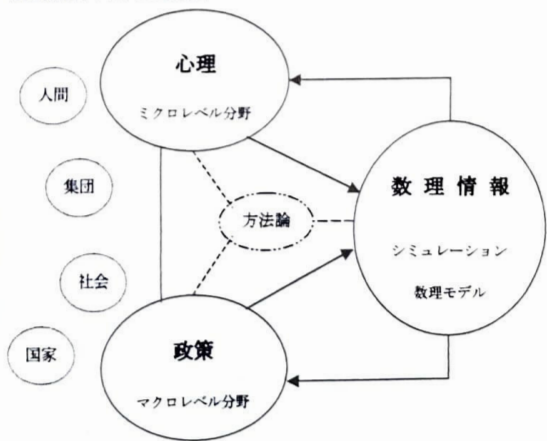 心理
ミクロレベル分野
人間
集団
方法論
数理情報
シミュレーション
数理モデル
社会
国家
政策
マクロレベル分野